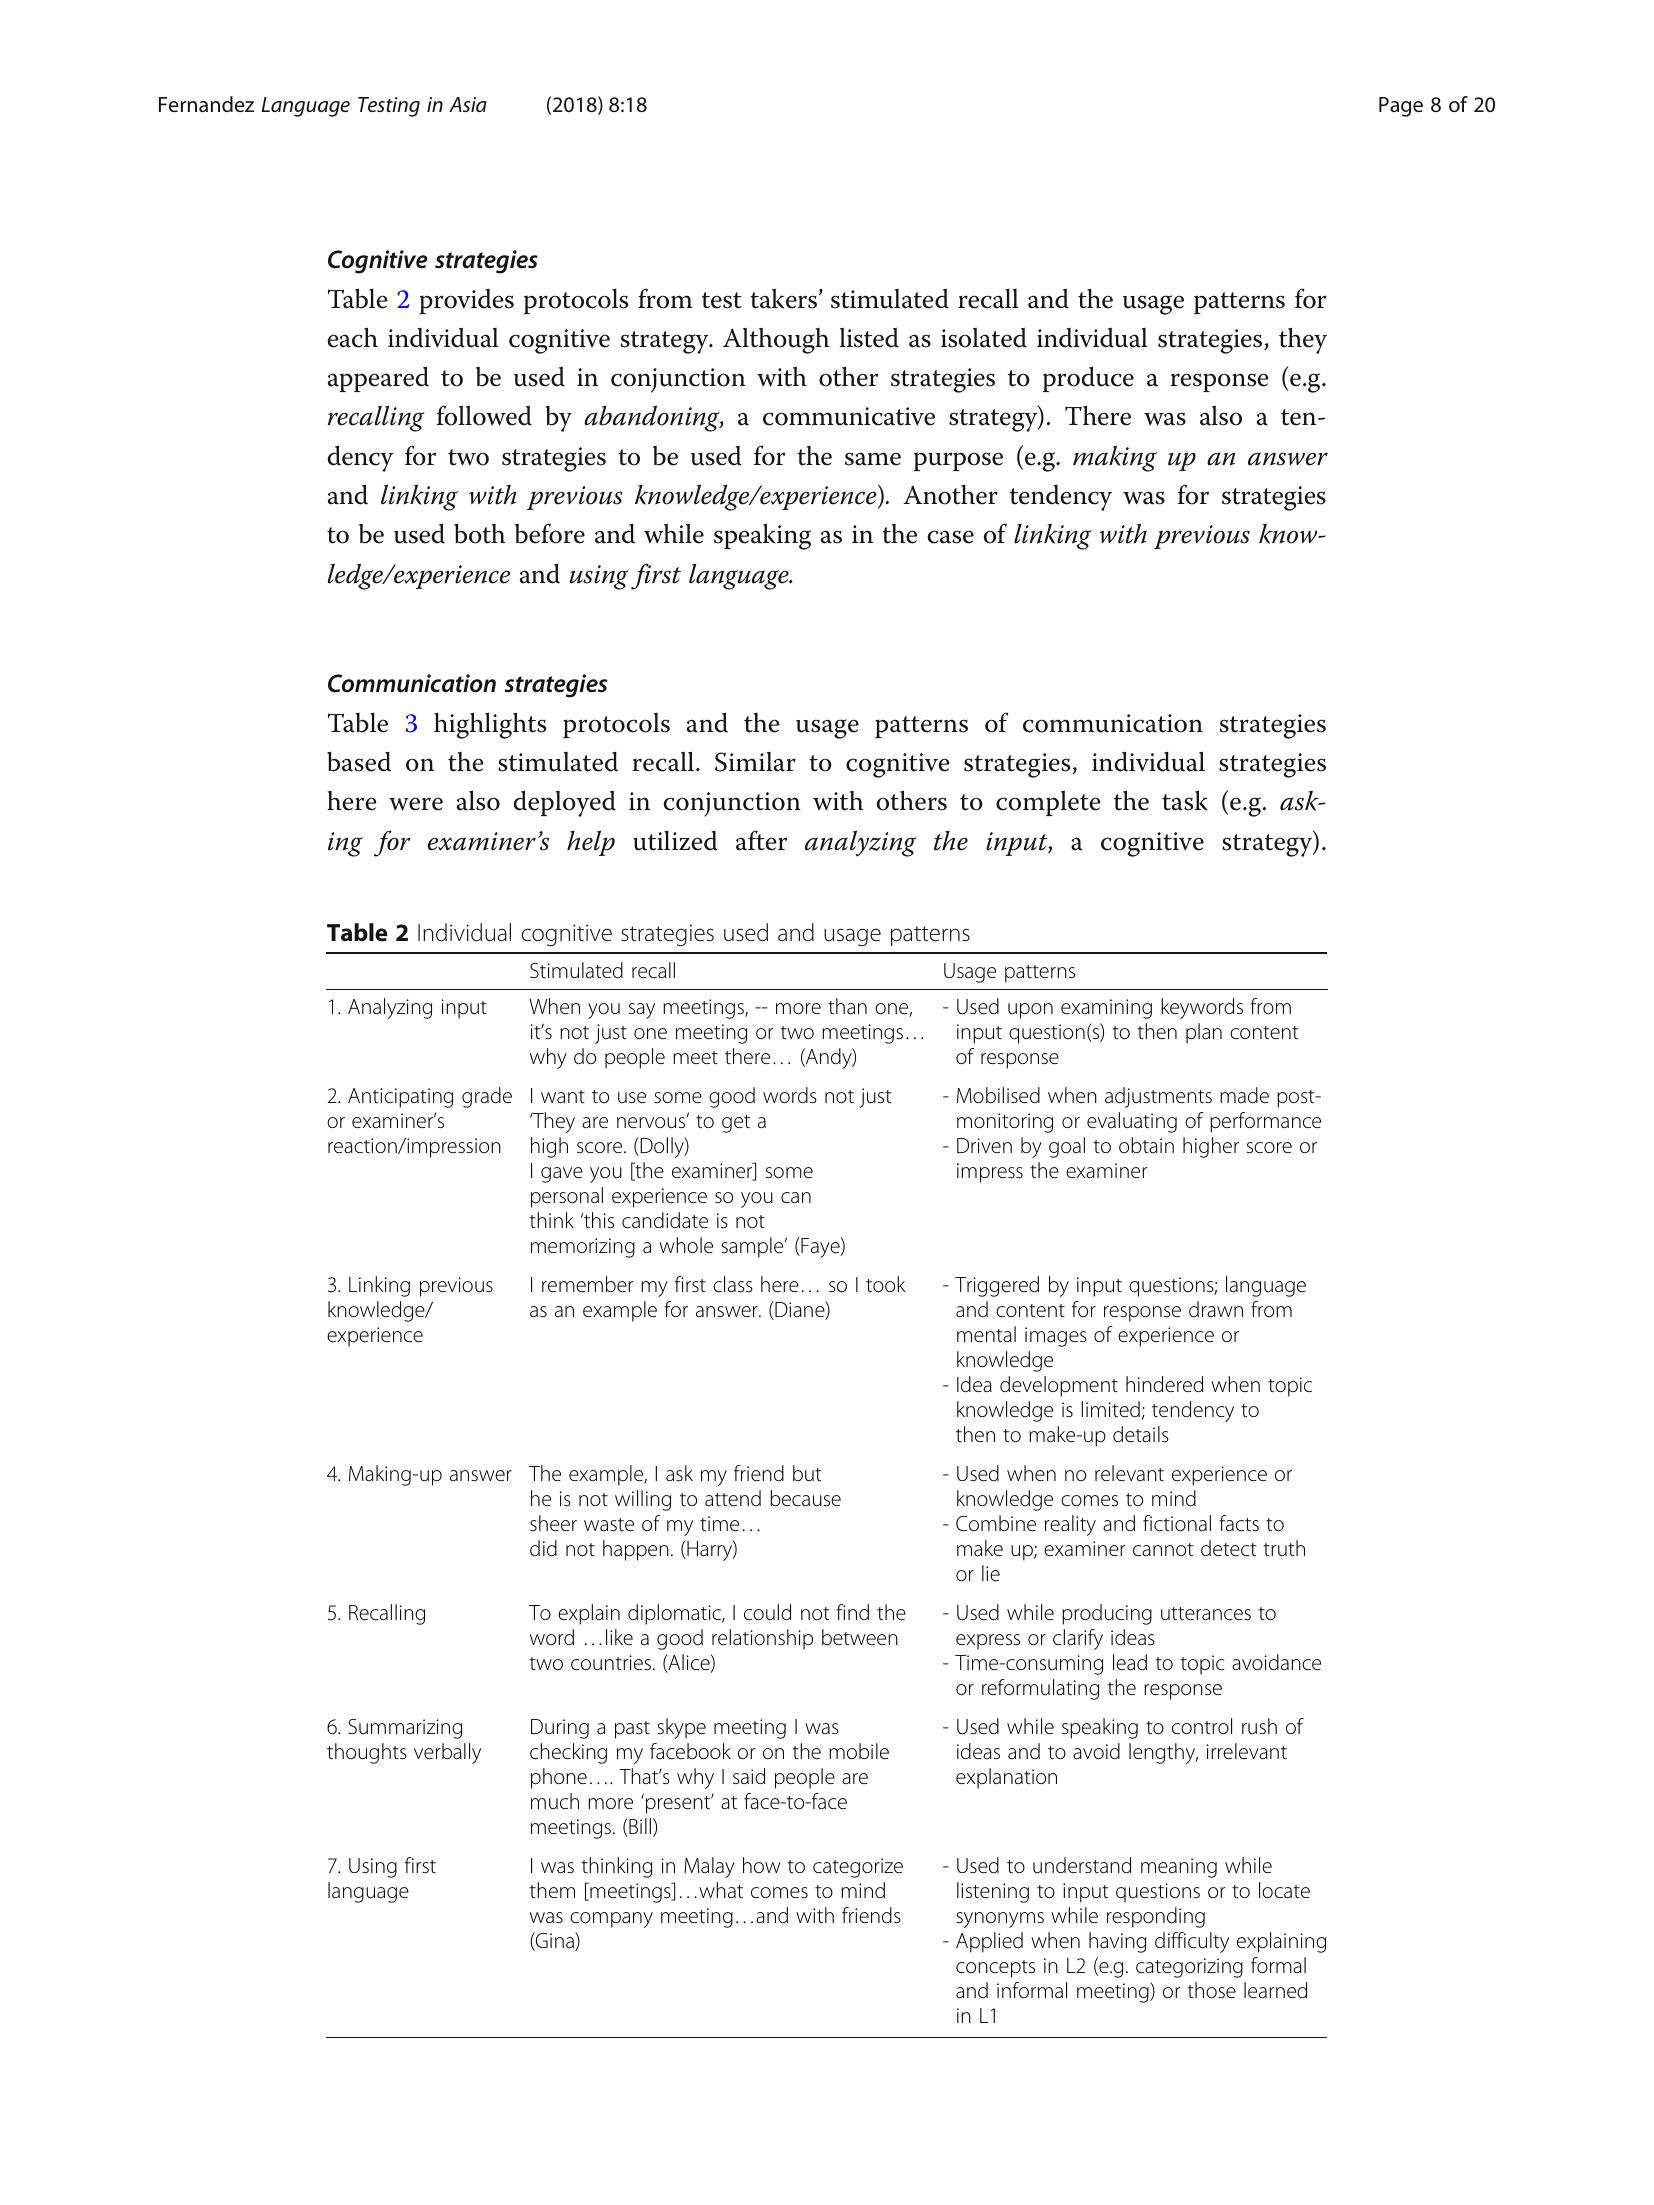 Fernandez Language Testing in Asia (2018) 8:18 Page 8 of 20
Cognitive strategies
Table 2 provides protocols from test takers’ stimulated recall and the usage patterns for
each individual cognitive strategy. Although listed as isolated individual strategies, they
appeared to be used in conjunction with other strategies to produce a response (e.g.
recalling followed by abandoning, a communicative strategy). There was also a ten-
dency for two strategies to be used for the same purpose (e.g. making up an answer
and linking with previous knowledge/experience). Another tendency was for strategies
to be used both before and while speaking as in the case of linking with previous know-
ledge/experience and using first language.
Communication strategies
Table 3 highlights protocols and the usage patterns of communication strategies
based on the stimulated recall. Similar to cognitive strategies, individual strategies
here were also deployed in conjunction with others to complete the task (e.g. ask-
ing for examiner’s help utilized after analyzing the input, a cognitive strategy).
Table 2 Individual cognitive strategies used and usage patterns
Stimulated recall Usage patterns
1. Analyzing input When you say meetings, -- more than one, - Used upon examining keywords from
it’s not just one meeting or two meetings… input question(s) to then plan content
why do people meet there… (Andy) of response
2. Anticipating grade I want to use some good words not just - Mobilised when adjustments made post-
or examiner’s ‘They are nervous’ to get a monitoring or evaluating of performance
reaction/impression high score. (Dolly) - Driven by goal to obtain higher score or
I gave you [the examiner] some impress the examiner
personal experience so you can
think ‘this candidate is not
memorizing a whole sample’ (Faye)
3. Linking previous I remember my first class here… so I took - Triggered by input questions; language
knowledge/ as an example for answer. (Diane) and content for response drawn from
experience mental images of experience or
knowledge
- Idea development hindered when topic
knowledge is limited; tendency to
then to make-up details
4. Making-up answer The example, I ask my friend but - Used when no relevant experience or
he is not willing to attend because knowledge comes to mind
sheer waste of my time… - Combine reality and fictional facts to
did not happen. (Harry) make up; examiner cannot detect truth
or lie
5. Recalling To explain diplomatic, I could not find the - Used while producing utterances to
word …like a good relationship between express or clarify ideas
two countries. (Alice) - Time-consuming lead to topic avoidance
or reformulating the response
6. Summarizing During a past skype meeting I was - Used while speaking to control rush of
thoughts verbally checking my facebook or on the mobile ideas and to avoid lengthy, irrelevant
phone…. That’s why I said people are explanation
much more ‘present’ at face-to-face
meetings. (Bill)
7. Using first I was thinking in Malay how to categorize - Used to understand meaning while
language them [meetings]…what comes to mind listening to input questions or to locate
was company meeting…and with friends synonyms while responding
(Gina) - Applied when having difficulty explaining
concepts in L2 (e.g. categorizing formal
and informal meeting) or those learned
in L1